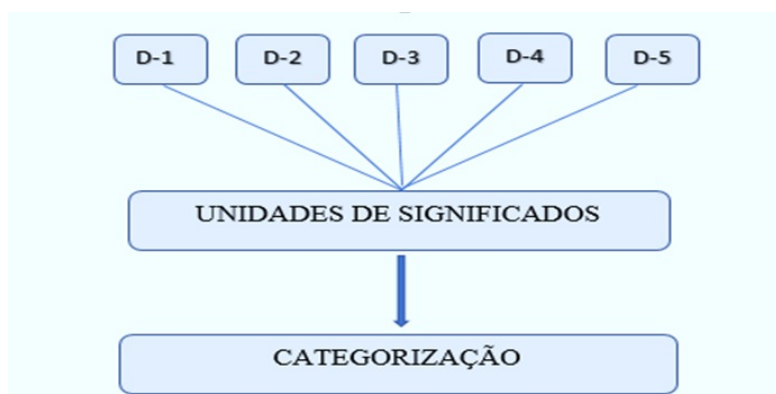 D-1 D-2 D-3 D-4 D-5
UNIDADES DE SIGNIFICADOS
CATEGORIZAÇÃO